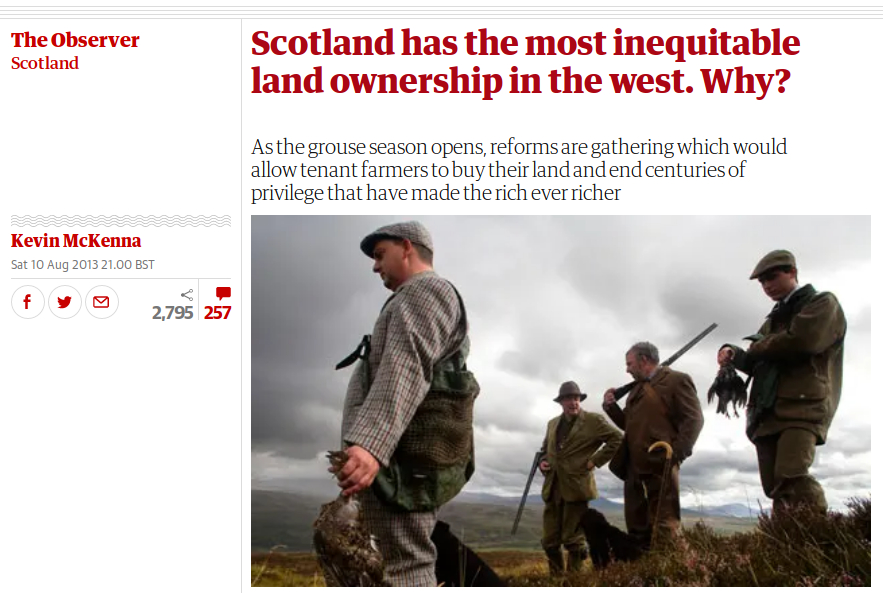 The Observer
Scotland
Scotland has the most inequitable
land ownership in the west. Why?
As the grouse season opens, reforms are gathering which would
allow tenant farmers to buy their land and end centuries of
privilege that have made the rich ever richer
Kevin McKenna
Sat 10 Aug 2013 21.00 BST
2,795
257